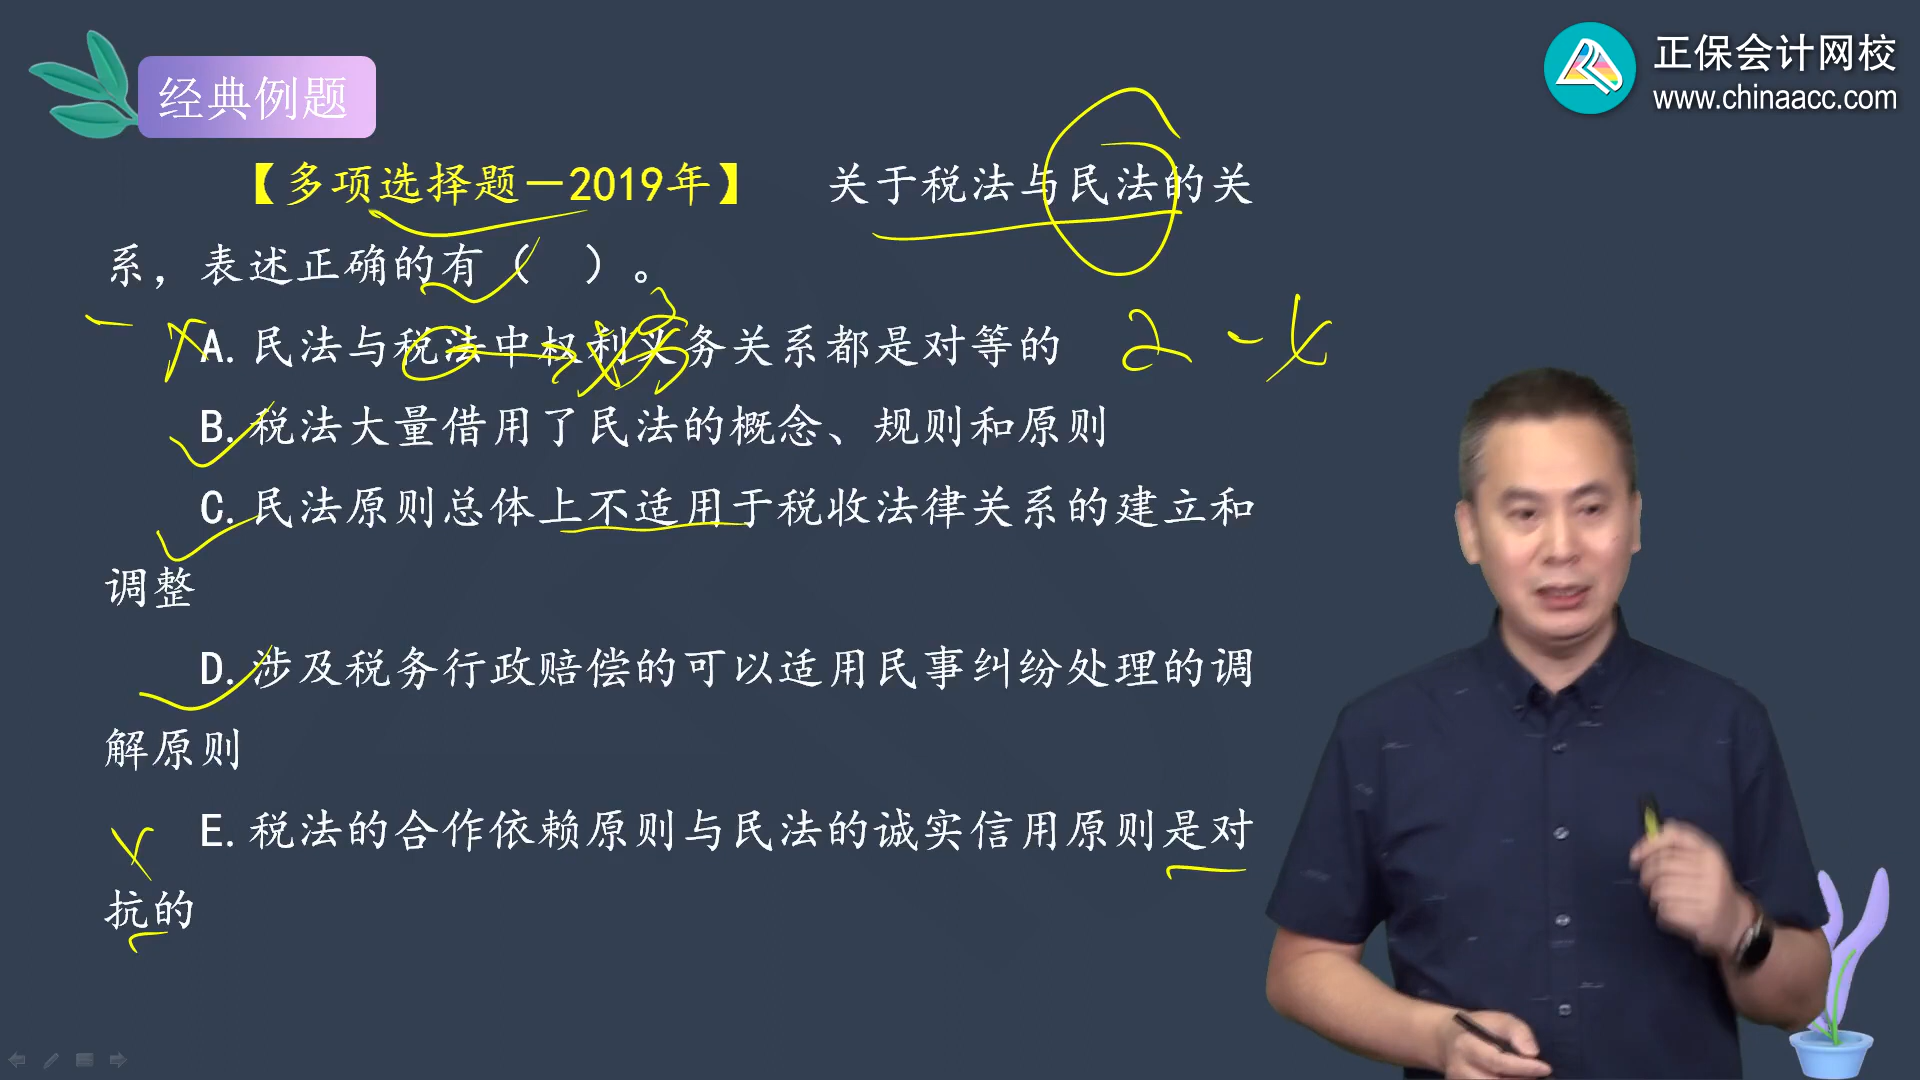 正保会计网校
www.chinaacc.com
经典例题
【多项选择题－2019年】 关于税法与民法的关
系，表述正确的有（ ）。
A.民法与税法中权利义务关系都是对等的
2-4
B.税法大量借用了民法的概念、规则和原则
C.民法原则总体上不适用于税收法律关系的建立和
调整
D.涉及税务行政赔偿的可以适用民事纠纷处理的调
解原则
E.税法的合作依赖原则与民法的诚实信用原则是对
抗的